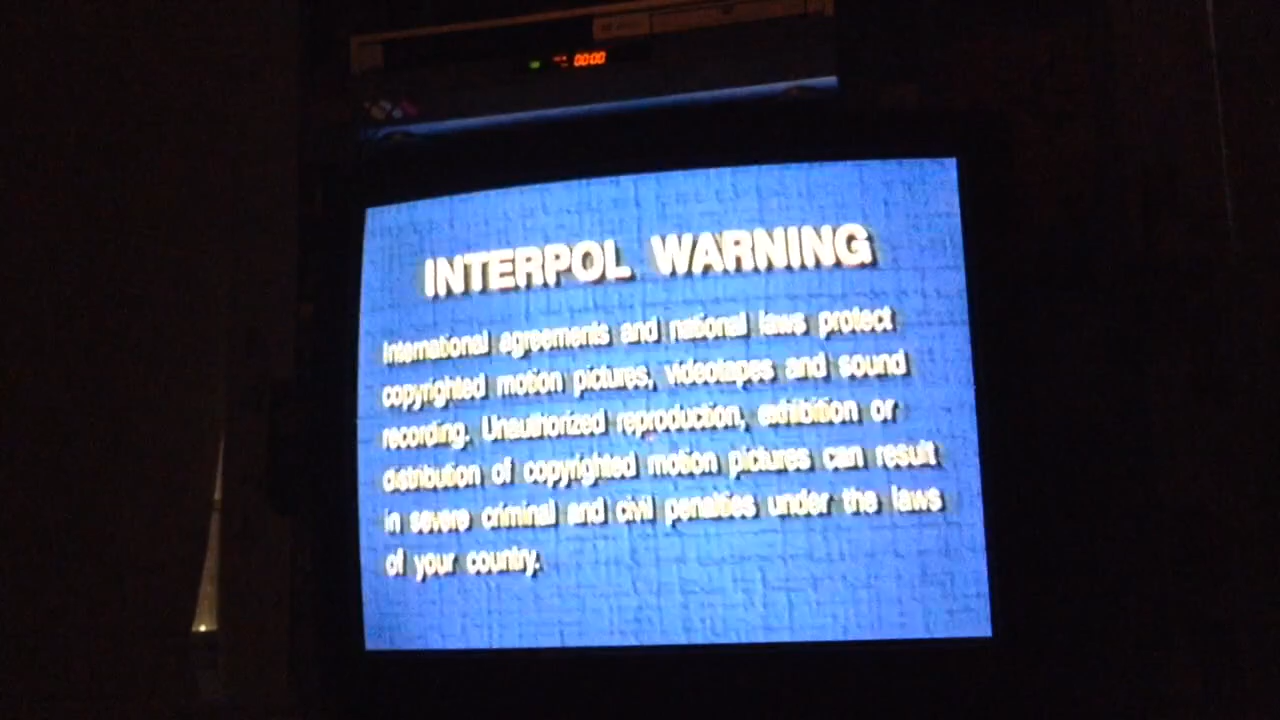 00:00
INTERPOL WARNING
International agreements and national laws protect
copyrighted motion pictures, videotapes and sound
recording. Unauthorized reproduction, exhibition or
distribution of copyrighted motion pictures can result
in severe criminal and civil penalties under the laws
of your country.